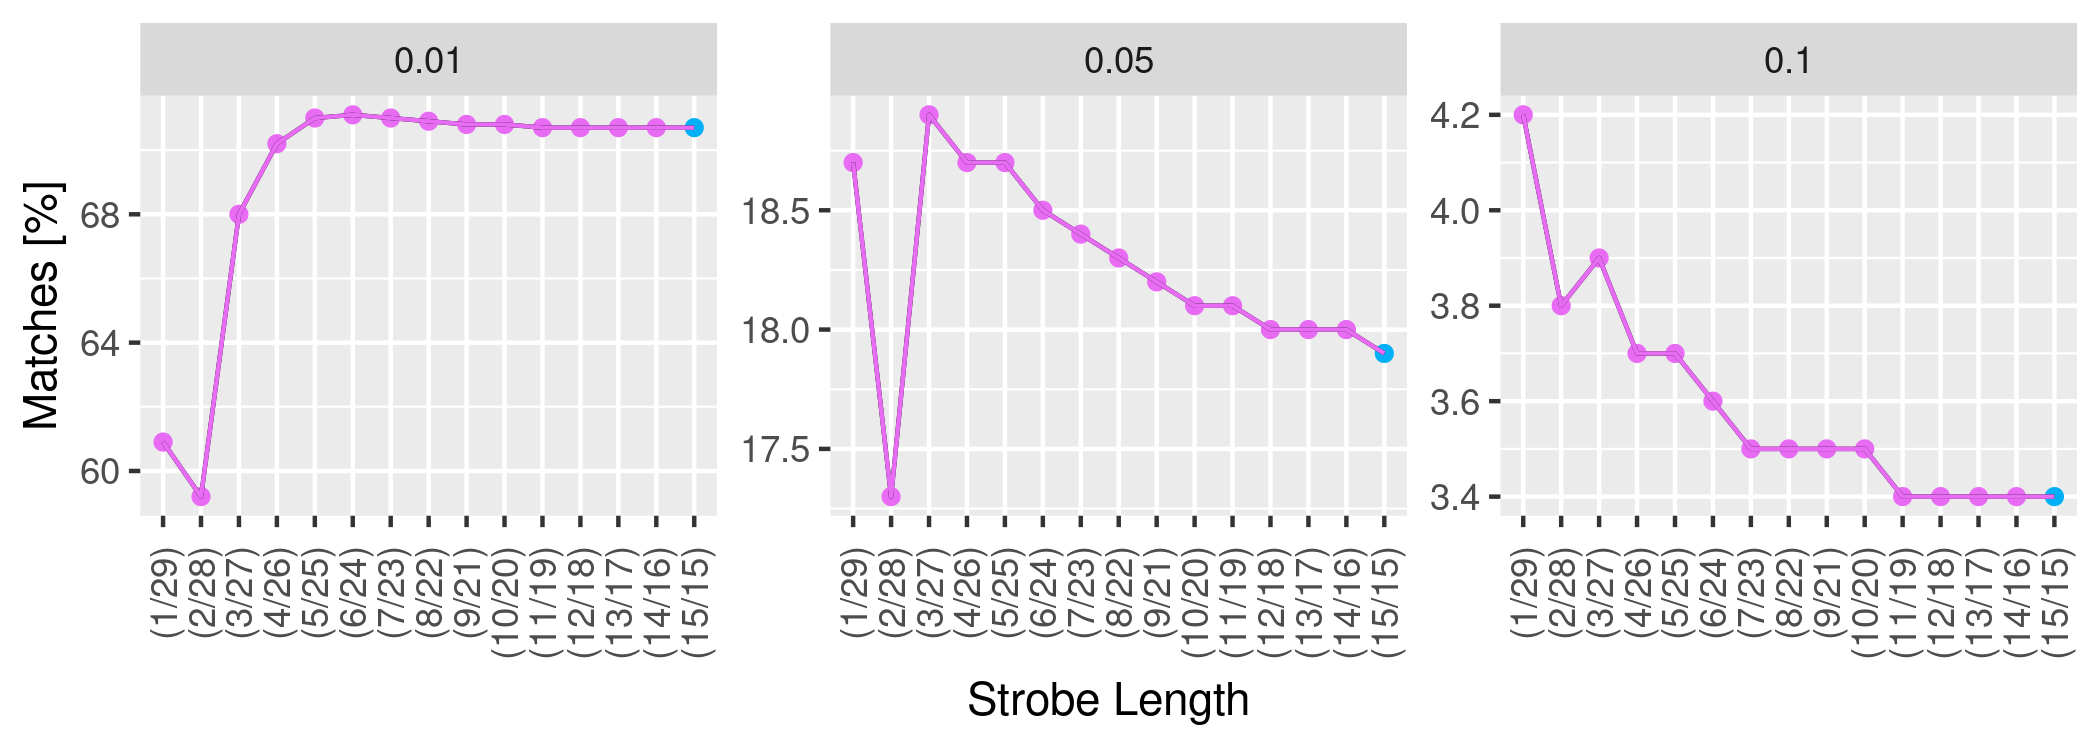 0.01 0.05 0.1
Matches [%]
68
64
60
18.5
18.0
17.5
4.2
4.0
3.8
3.6
3.4
(1/29) (2/28) (3/27) (4/26) (5/25) (6/24) (7/23) (8/22) (9/21) (10/20) (11/19) (12/18) (13/17) (14/16) (15/15)
(1/29) (2/28) (3/27) (4/26) (5/25) (6/24) (7/23) (8/22) (9/21) (10/20) (11/19) (12/18) (13/17) (14/16) (15/15)
(1/29) (2/28) (3/27) (4/26) (5/25) (6/24) (7/23) (8/22) (9/21) (10/20) (11/19) (12/18) (13/17) (14/16) (15/15)
Strobe Length